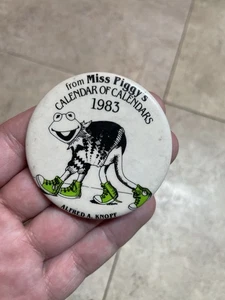 from Miss Piggy's
CALENDAR OF CALENDARS
1983
ALFRED A. KNOPF